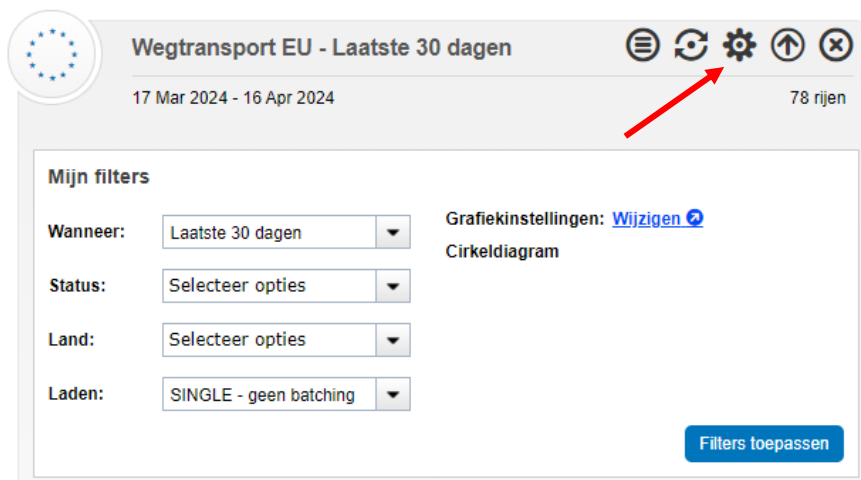 Wegtransport EU - Laatste 30 dagen
17 Mar 2024 - 16 Apr 2024
78 rijen
Mijn filters
Wanneer: Laatste 30 dagen
Grafiekinstellingen: Wijzigen
Cirkeldiagram
Status: Selecteer opties
Land: Selecteer opties
Laden: SINGLE - geen batching
Filters toepassen